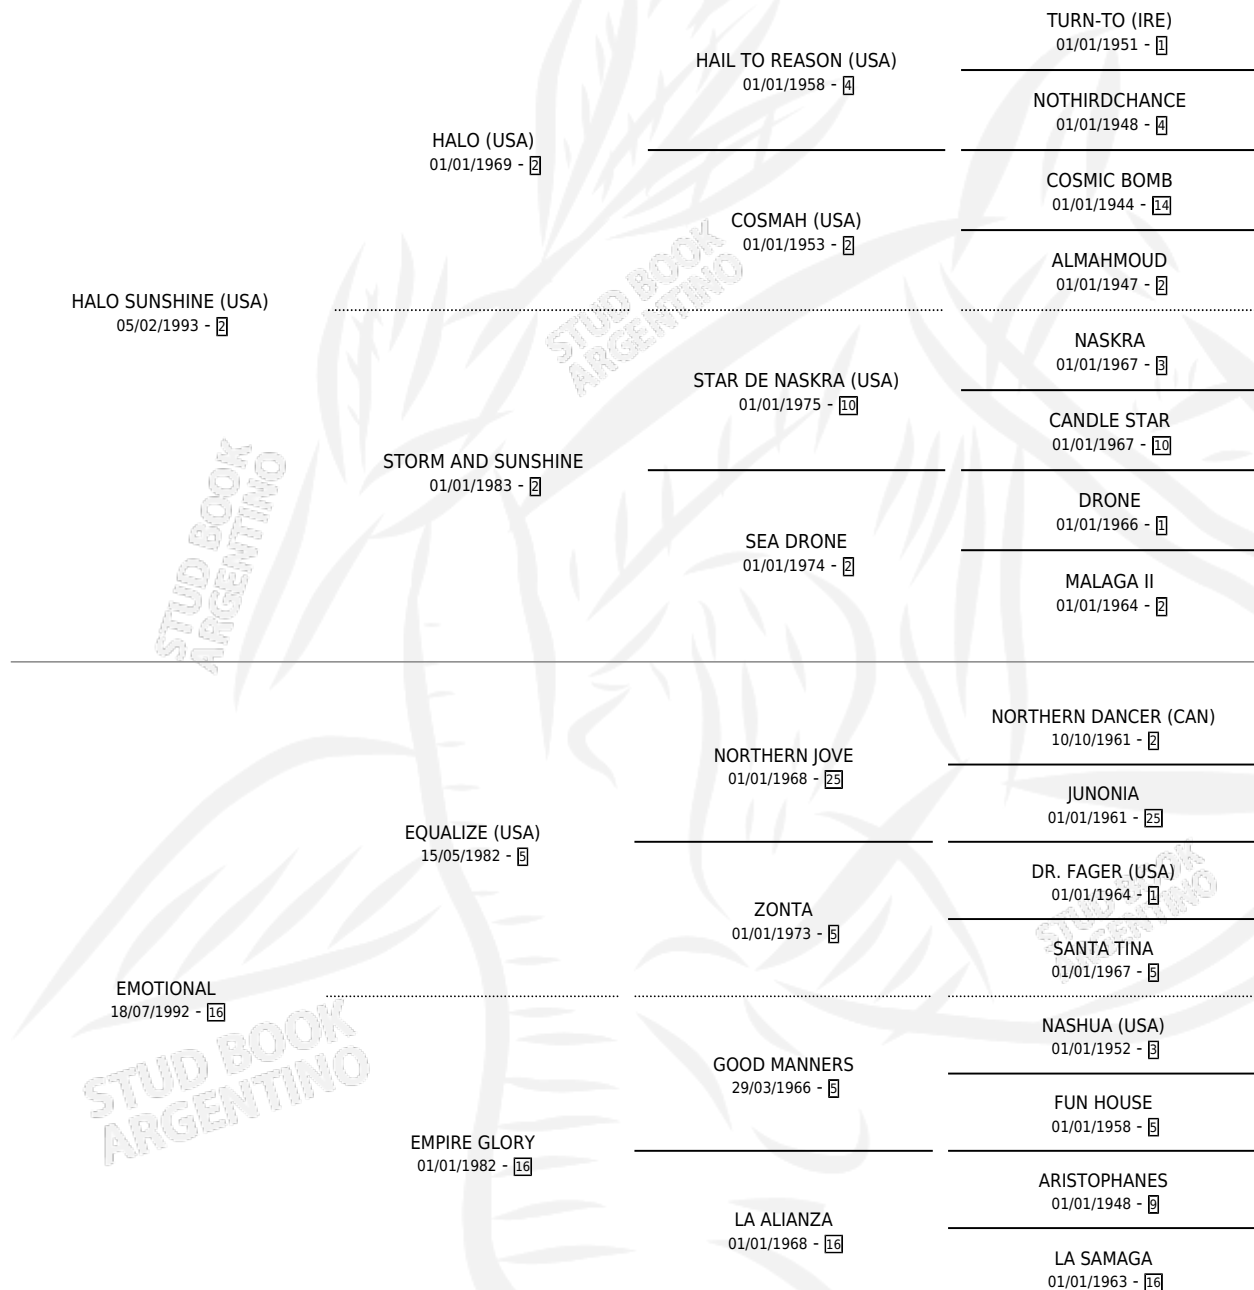 TURN-TO (IRE)
01/01/1951 - 1
HAIL TO REASON (USA)
01/01/1958 - 4
NOTHIRDCHANCE
01/01/1948 - 4
HALO (USA)
01/01/1969 - 2
COSMIC BOMB
01/01/1944 - 14
COSMAH (USA)
01/01/1953 - 2
ALMAHMOUD
01/01/1947 - 2
HALO SUNSHINE (USA)
05/02/1993 - 2
NASKRA
01/01/1967 - 3
STAR DE NASKRA (USA)
01/01/1975 - 10
CANDLE STAR
01/01/1967 - 10
STORM AND SUNSHINE
01/01/1983 - 2
DRONE
01/01/1966 - 1
SEA DRONE
01/01/1974 - 2
MALAGA II
01/01/1964 - 2
NORTHERN DANCER (CAN)
10/10/1961 - 2
NORTHERN JOVE
01/01/1968 - 25
JUNONIA
01/01/1961 - 25
EQUALIZE (USA)
15/05/1982 - 5
DR. FAGER (USA)
01/01/1964 - 1
ZONTA
01/01/1973 - 5
SANTA TINA
01/01/1967 - 5
EMOTIONAL
18/07/1992 - 16
NASHUA (USA)
01/01/1952 - 3
GOOD MANNERS
29/03/1966 - 5
FUN HOUSE
01/01/1958 - 5
EMPIRE GLORY
01/01/1982 - 16
ARISTOPHANES
01/01/1948 - 9
LA ALIANZA
01/01/1968 - 16
LA SAMAGA
01/01/1963 - 16
STUD BOOK
ARGENTINO
STUD BOOK
ARGENTINO
STUD BOOK
ARGENTINO
STUD BOOK
ARGENTINO